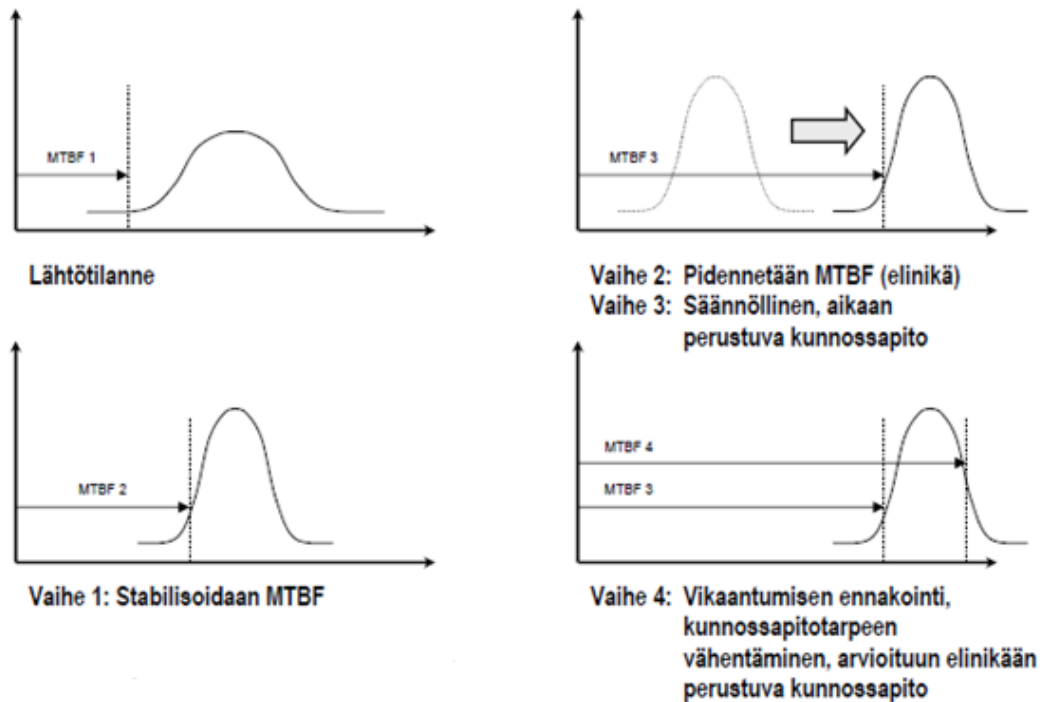 MTBF 1
Lähtötilanne
MTBF 3
Vaihe 2: Pidennetään MTBF (elinikä)
Vaihe 3: Säännöllinen, aikaan
perustuva kunnossapito
MTBF 2
Vaihe 1: Stabilisoidaan MTBF
MTBF 4
MTBF 3
Vaihe 4: Vikaantumisen ennakointi,
kunnossapitotarpeen
vähentäminen, arvioituun elinikään
perustuva kunnossapito